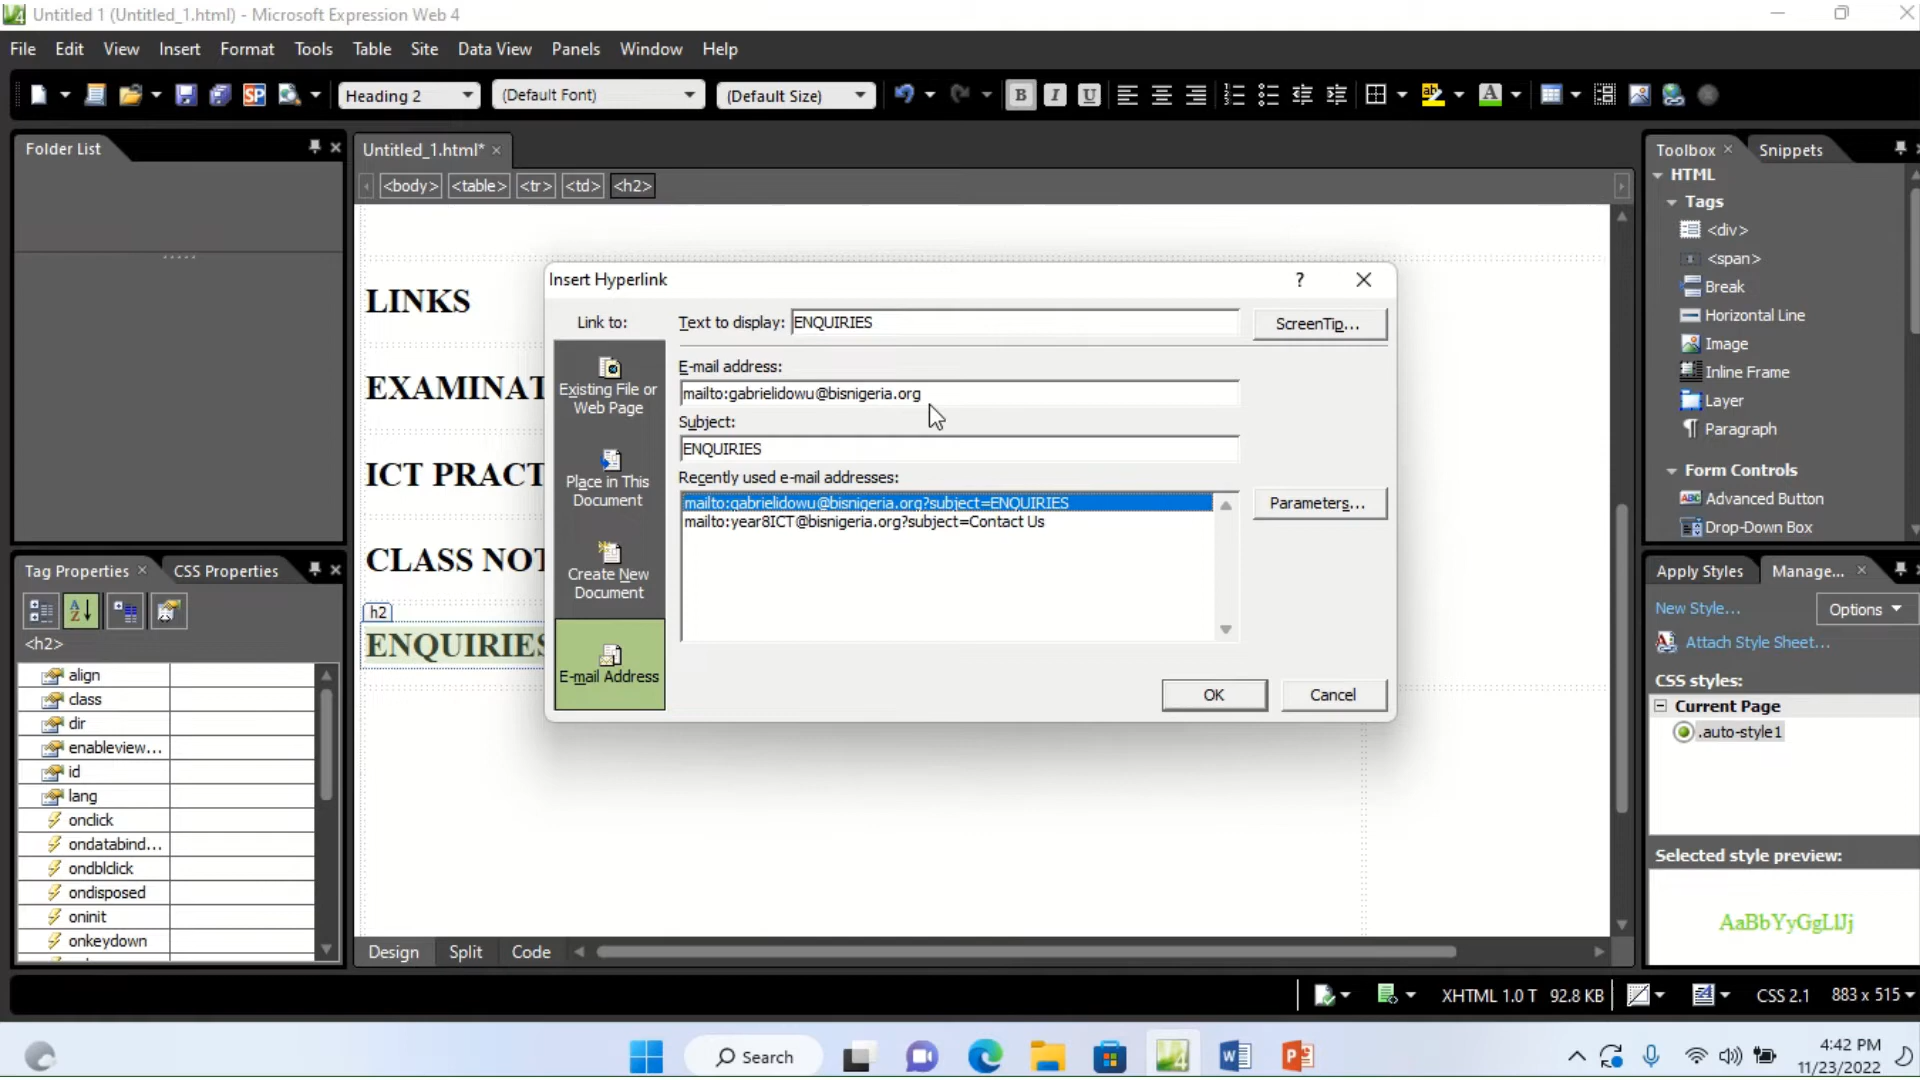 Untitled 1 (Untitled_1.html) - Microsoft Expression Web 4
File Edit View Insert Format Tools Table Site Data View Panels Window Help
Heading 2 (Default Font) (Default Size) B I U
Folder List
Untitled_1.html*
<body> <table> <tr> <td> <h2>
LINKS
EXAMINAT
ICT PRACT
CLASS NOT
h2
ENQUIRIES
Insert Hyperlink
Link to:
Text to display: ENQUIRIES
ScreenTip...
Existing File or
Web Page
Place in This
Document
Create New
Document
E-mail Address
E-mail address:
mailto:gabrielidowu@bisnigeria.org
Subject:
ENQUIRIES
Recently used e-mail addresses:
mailto:gabrielidowu@bisnigeria.org?subject=ENQUIRIES
mailto:year8ICT@bisnigeria.org?subject=Contact Us
Parameters...
OK Cancel
Toolbox Snippets
HTML
Tags
<div>
<span>
Break
Horizontal Line
Image
Inline Frame
Layer
Paragraph
Form Controls
Advanced Button
Drop-Down Box
Tag Properties CSS Properties
<h2>
align
class
dir
enableview...
id
lang
onclick
ondatabind...
ondblclick
ondisposed
oninit
onkeydown
Apply Styles Manage...
New Style... Options
Attach Style Sheet...
CSS styles:
Current Page
.auto-style1
Selected style preview:
AaBbYyGgLlJj
Design Split Code
XHTML 1.0 T 92.8 KB CSS 2.1 883 x 515
Search
4:42 PM
11/23/2022